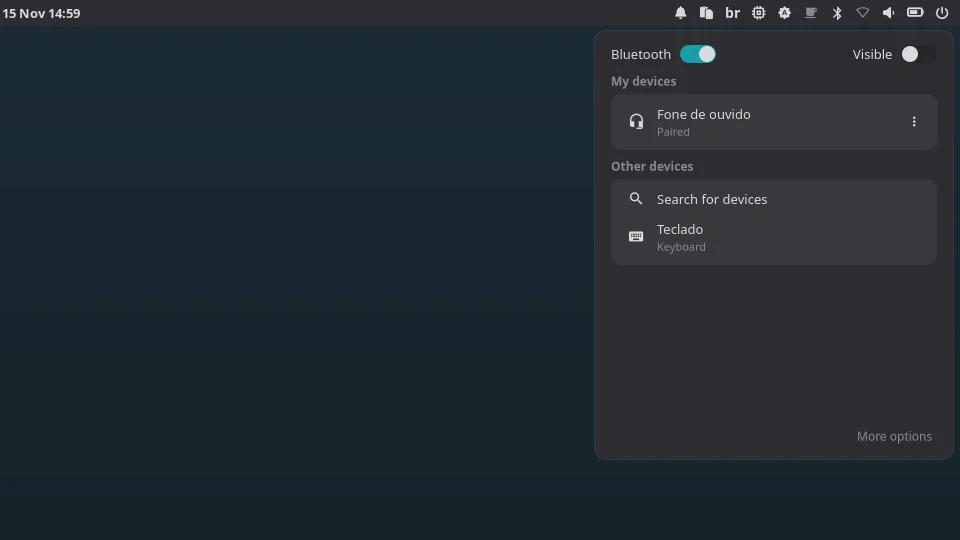 15 Nov 14:59
br
Bluetooth
Visible
My devices
Fone de ouvido
Paired
Other devices
Search for devices
Teclado
Keyboard
More options